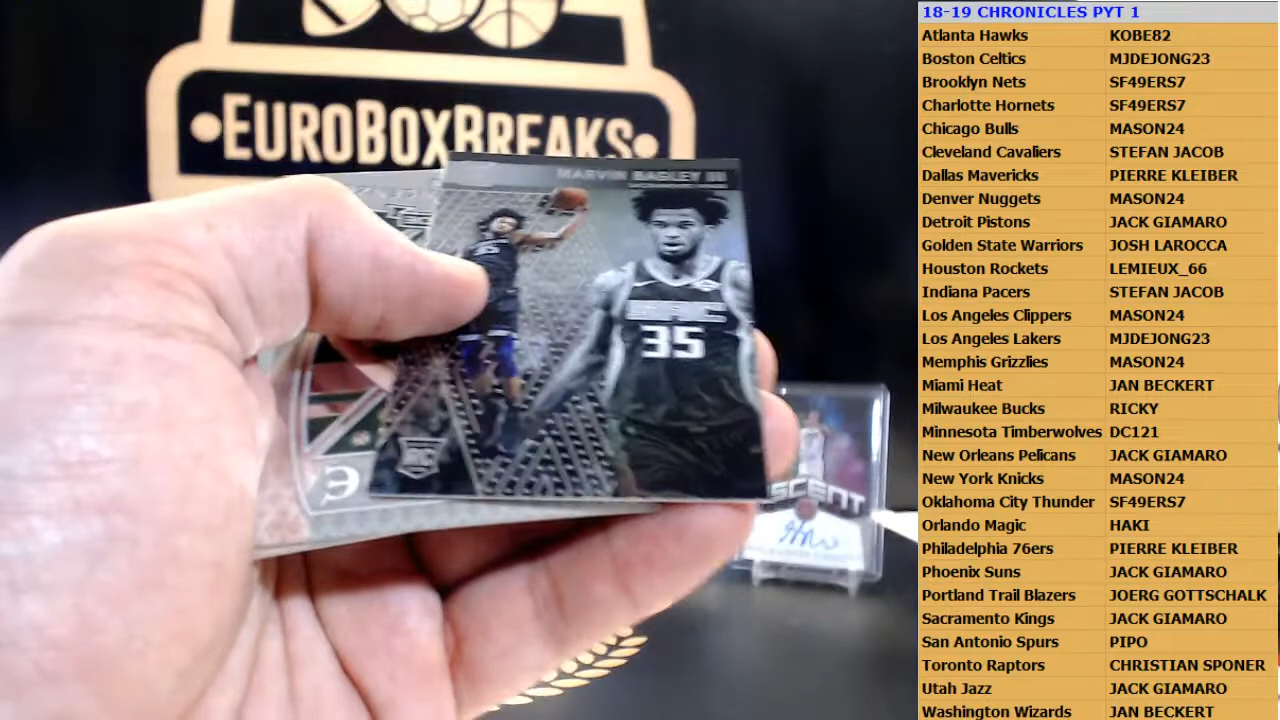 EUROBOXBREAKS
MARVIN BAGLEY III
35
35
RC
SCENT
18-19 CHRONICLES PYT 1
Atlanta Hawks KOBE82
Boston Celtics MJDEJONG23
Brooklyn Nets SF49ERS7
Charlotte Hornets SF49ERS7
Chicago Bulls MASON24
Cleveland Cavaliers STEFAN JACOB
Dallas Mavericks PIERRE KLEIBER
Denver Nuggets MASON24
Detroit Pistons JACK GIAMARO
Golden State Warriors JOSH LAROCCA
Houston Rockets LEMIEUX_66
Indiana Pacers STEFAN JACOB
Los Angeles Clippers MASON24
Los Angeles Lakers MJDEJONG23
Memphis Grizzlies MASON24
Miami Heat JAN BECKERT
Milwaukee Bucks RICKY
Minnesota Timberwolves DC121
New Orleans Pelicans JACK GIAMARO
New York Knicks MASON24
Oklahoma City Thunder SF49ERS7
Orlando Magic HAKI
Philadelphia 76ers PIERRE KLEIBER
Phoenix Suns JACK GIAMARO
Portland Trail Blazers JOERG GOTTSCHALK
Sacramento Kings JACK GIAMARO
San Antonio Spurs PIPO
Toronto Raptors CHRISTIAN SPONER
Utah Jazz JACK GIAMARO
Washington Wizards JAN BECKERT